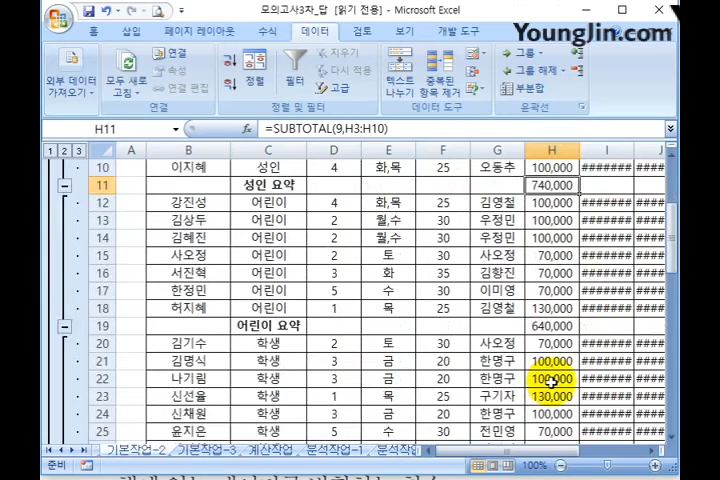 모의고사3차_답 [읽기 전용] - Microsoft Excel
YoungJin.com
홈 삽입 페이지 레이아웃 수식 데이터 검토 보기 개발 도구
외부 데이터 가져오기
모두 새로 고침
연결
속성
연결 편집
연결
정렬
필터
지우기
다시 적용
고급
정렬 및 필터
텍스트 나누기
중복된 항목 제거
데이터 도구
그룹
그룹 해제
부분합
윤곽선
H11 fx =SUBTOTAL(9,H3:H10)
1 2 3 A B C D E F G H I J
10 이지혜 성인 4 화,목 25 오동추 100,000 ####### ####
11 성인 요약 740,000
12 강진성 어린이 4 화,목 25 김영철 100,000 ####### ####
13 김상두 어린이 2 월,수 30 우정민 100,000 ####### ####
14 김혜진 어린이 2 월,수 30 우정민 100,000 ####### ####
15 사오정 어린이 2 토 30 사오정 70,000 ####### ####
16 서진혁 어린이 3 화 35 김향진 70,000 ####### ####
17 한정민 어린이 5 수 30 이미영 70,000 ####### ####
18 허지혜 어린이 1 목 25 김영철 130,000 ####### ####
19 어린이 요약 640,000
20 김기수 학생 2 토 30 사오정 70,000 ####### ####
21 김명식 학생 3 금 20 한명구 100,000 ####### ####
22 나기림 학생 3 금 20 한명구 100,000 ####### ####
23 신선율 학생 1 목 25 구기자 130,000 ####### ####
24 신채원 학생 3 금 20 한명구 100,000 ####### ####
25 윤지은 학생 5 수 30 전민영 70,000 ####### ####
기본작업-2 기본작업-3 계산작업 분석작업-1 분석작
준비 100%